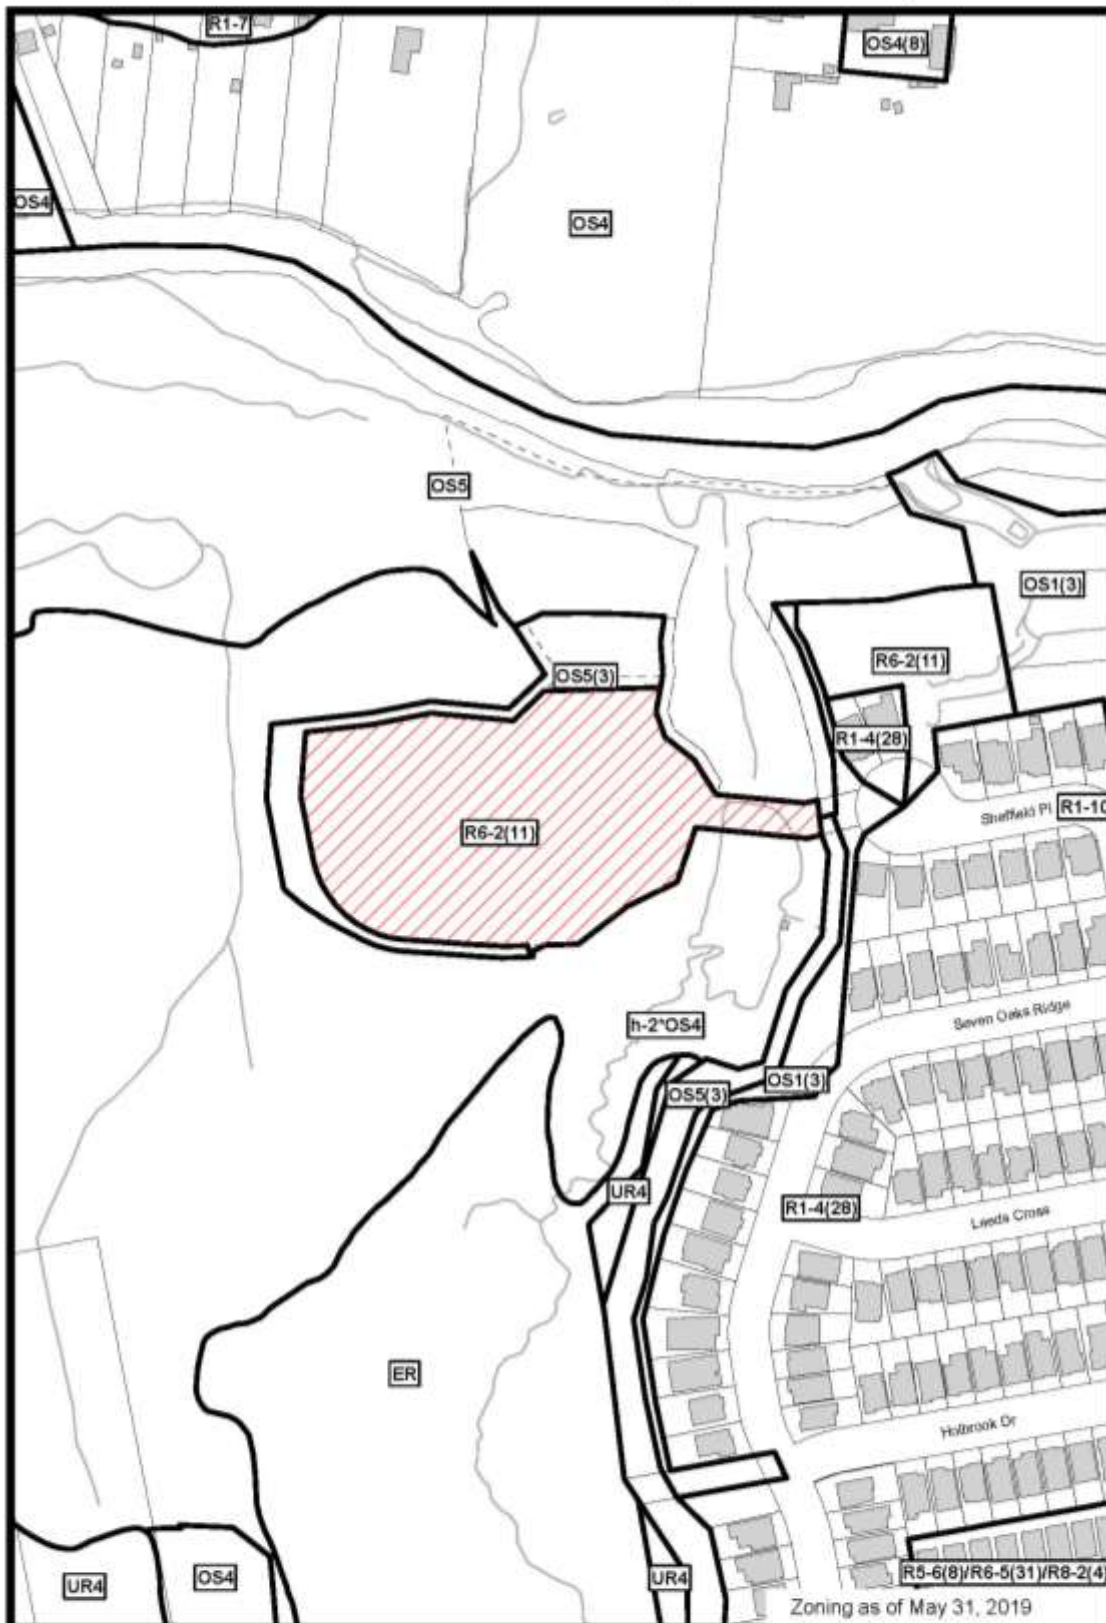 R1-7
OS4(8)
OS4
OS4
OS5
OS1(3)
R6-2(11)
OS5(3)
R1-4(28)
R1-10
Sheffield Pl
R6-2(11)
Seven Oaks Ridge
h-2*OS4
OS1(3)
OS5(3)
UR4
R1-4(28)
Leeds Cross
ER
Holbrook Dr
R5-6(8)/R6-5(31)/R8-2(4)
UR4
OS4
UR4
Zoning as of May 31, 2019